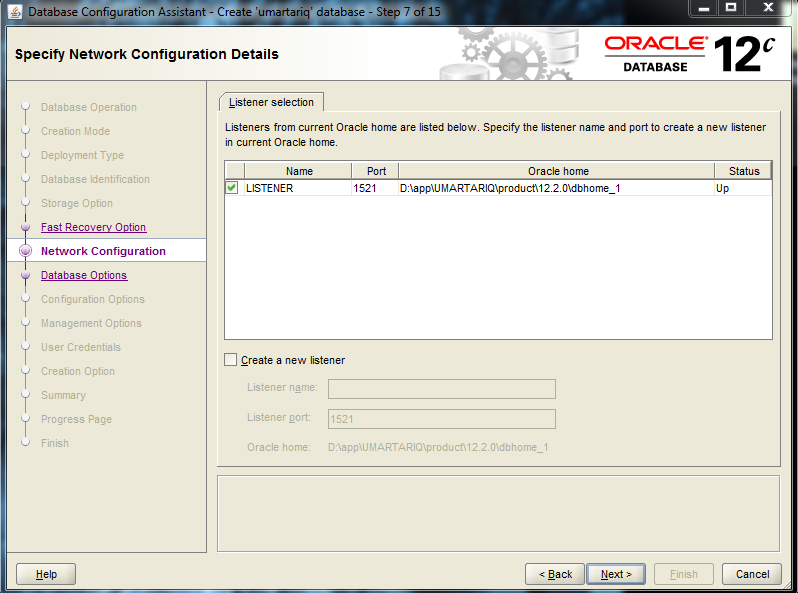 Database Configuration Assistant - Create 'umartariq' database - Step 7 of 15
Specify Network Configuration Details
ORACLE®
DATABASE
12c
Database Operation
Creation Mode
Deployment Type
Database Identification
Storage Option
Fast Recovery Option
Network Configuration
Database Options
Configuration Options
Management Options
User Credentials
Creation Option
Summary
Progress Page
Finish
Listener selection
Listeners from current Oracle home are listed below. Specify the listener name and port to create a new listener
in current Oracle home.
Name Port Oracle home Status
LISTENER 1521 D:\app\UMARTARIQ\product\12.2.0\dbhome_1 Up
Create a new listener
Listener name:
Listener port: 1521
Oracle home: D:\app\UMARTARIQ\product\12.2.0\dbhome_1
Help < Back Next > Finish Cancel